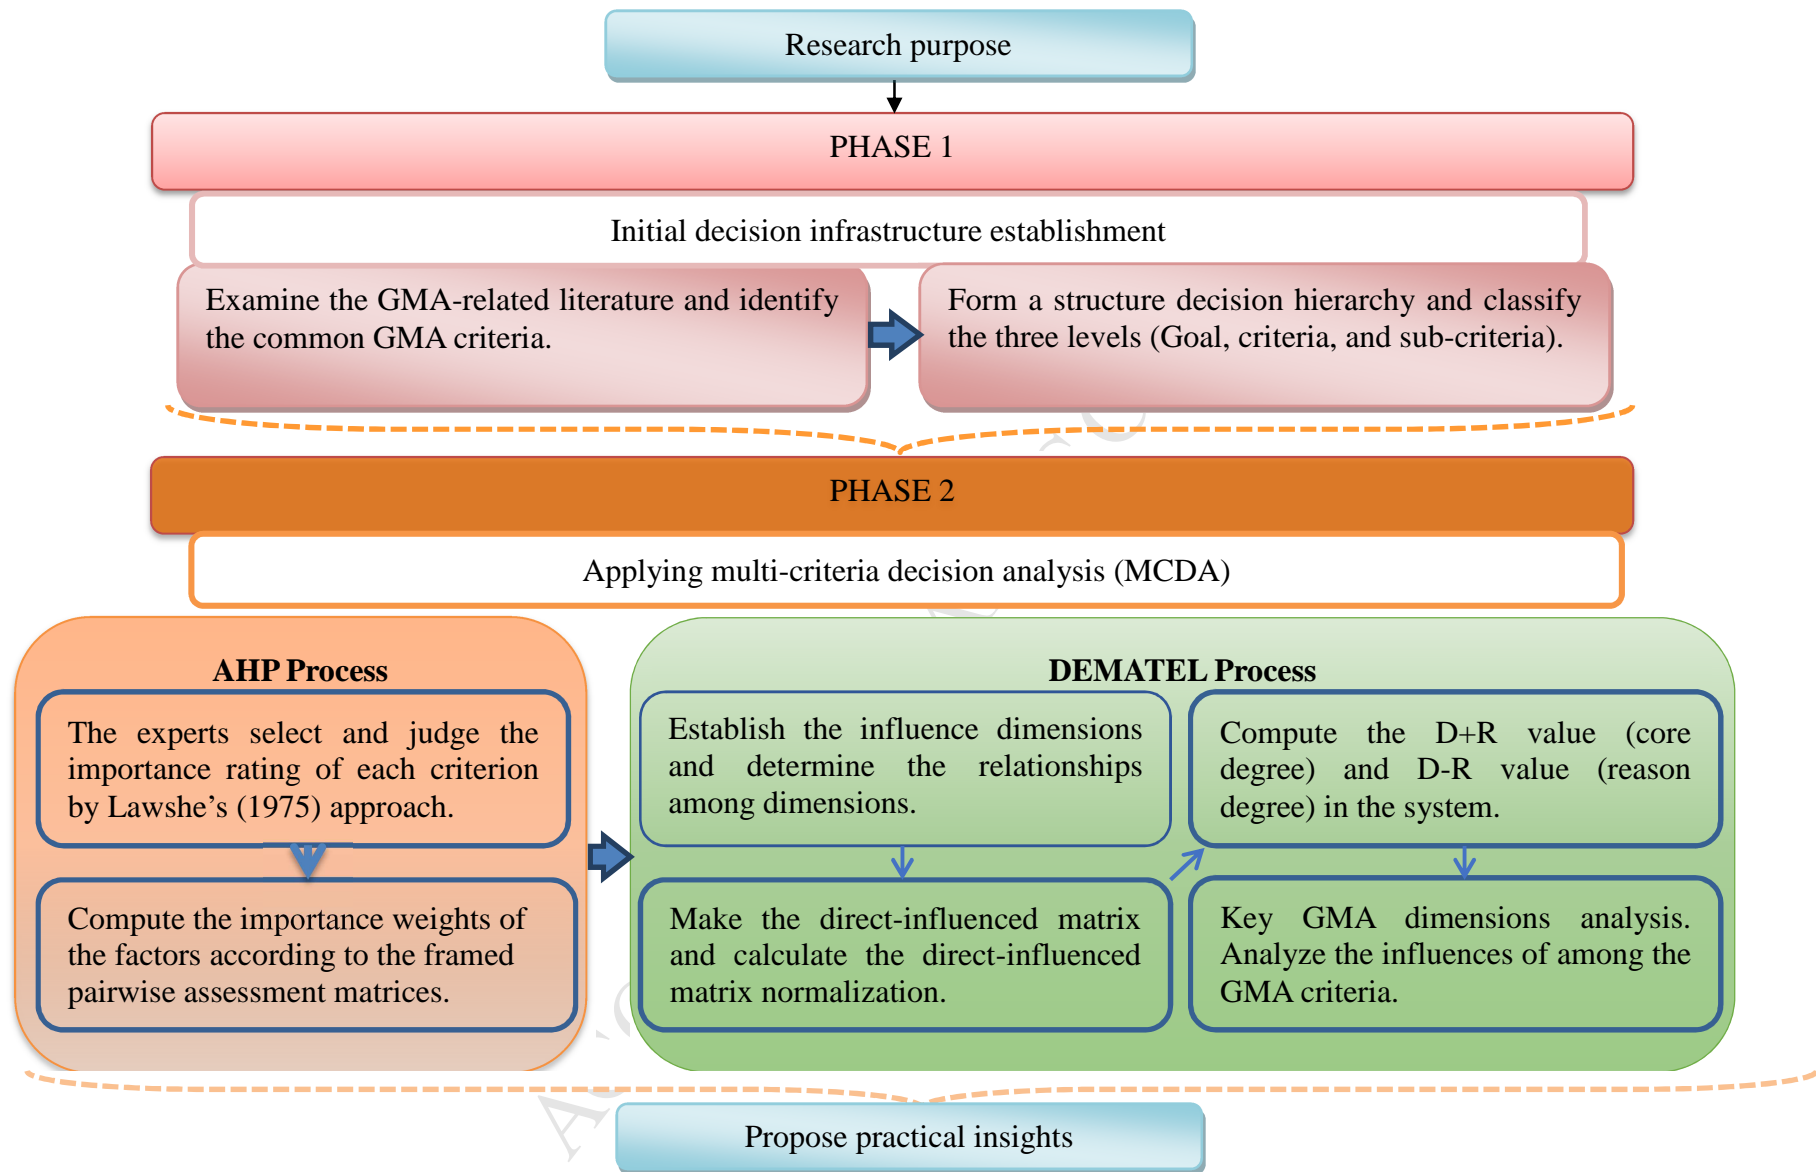 Research purpose
PHASE 1
Initial decision infrastructure establishment
Examine the GMA-related literature and identify
the common GMA criteria.
Form a structure decision hierarchy and classify
the three levels (Goal, criteria, and sub-criteria).
PHASE 2
Applying multi-criteria decision analysis (MCDA)
AHP Process
The experts select and judge the
importance rating of each criterion
by Lawshe’s (1975) approach.
Compute the importance weights of
the factors according to the framed
pairwise assessment matrices.
DEMATEL Process
Establish the influence dimensions
and determine the relationships
among dimensions.
Make the direct-influenced matrix
and calculate the direct-influenced
matrix normalization.
Compute the D+R value (core
degree) and D-R value (reason
degree) in the system.
Key GMA dimensions analysis.
Analyze the influences of among the
GMA criteria.
Propose practical insights